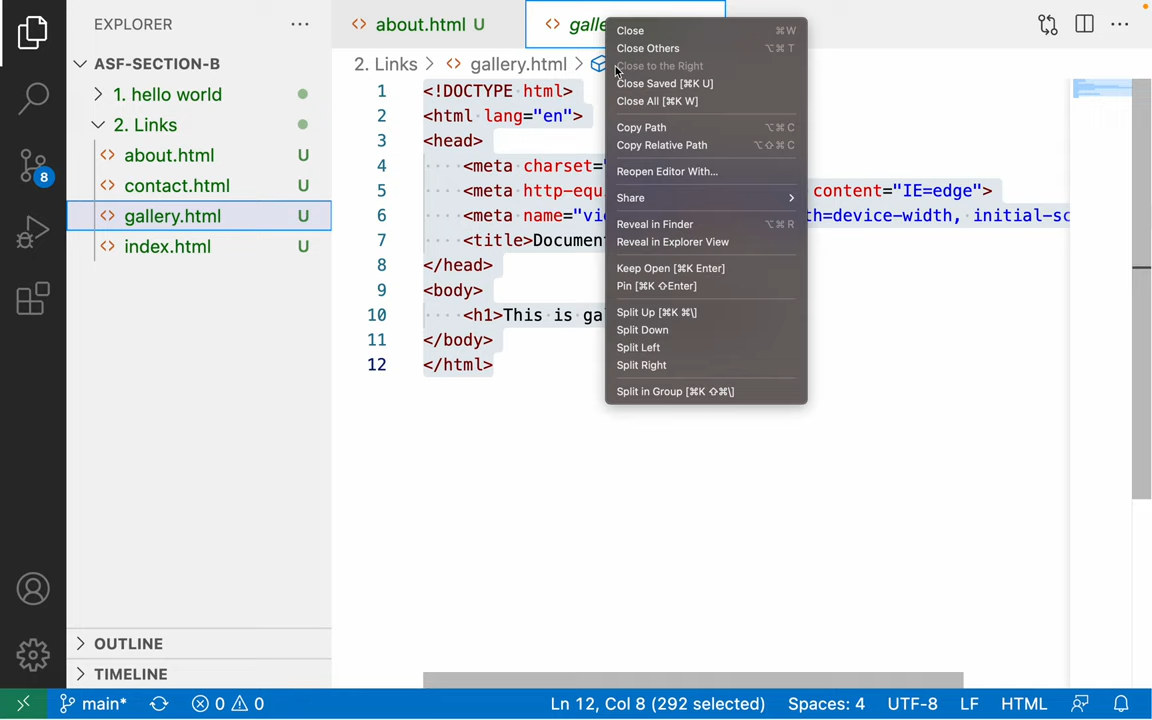 EXPLORER
ASF-SECTION-B
1. hello world
2. Links
about.html U
contact.html U
gallery.html U
index.html U
OUTLINE
TIMELINE
8
about.html U
galle
2. Links > gallery.html >
1 <!DOCTYPE·html>
2 <html·lang="en">
3 <head>
4 ····<meta·charset="
5 ····<meta·http-equ content="IE=edge">
6 ····<meta·name="vi th=device-width,·initial-sc
7 ····<title>Documen
8 </head>
9 <body>
10 ····<h1>This·is·ga
11 </body>
12 </html>
Close ⌘W
Close Others ⌥⌘T
Close to the Right
Close Saved [⌘K U]
Close All [⌘K W]
Copy Path ⌥⌘C
Copy Relative Path ⌥⇧⌘C
Reopen Editor With...
Share
Reveal in Finder ⌥⌘R
Reveal in Explorer View
Keep Open [⌘K Enter]
Pin [⌘K ⇧Enter]
Split Up [⌘K ⌘\]
Split Down
Split Left
Split Right
Split in Group [⌘K ⇧⌘\]
main* 0 0 Ln 12, Col 8 (292 selected) Spaces: 4 UTF-8 LF HTML